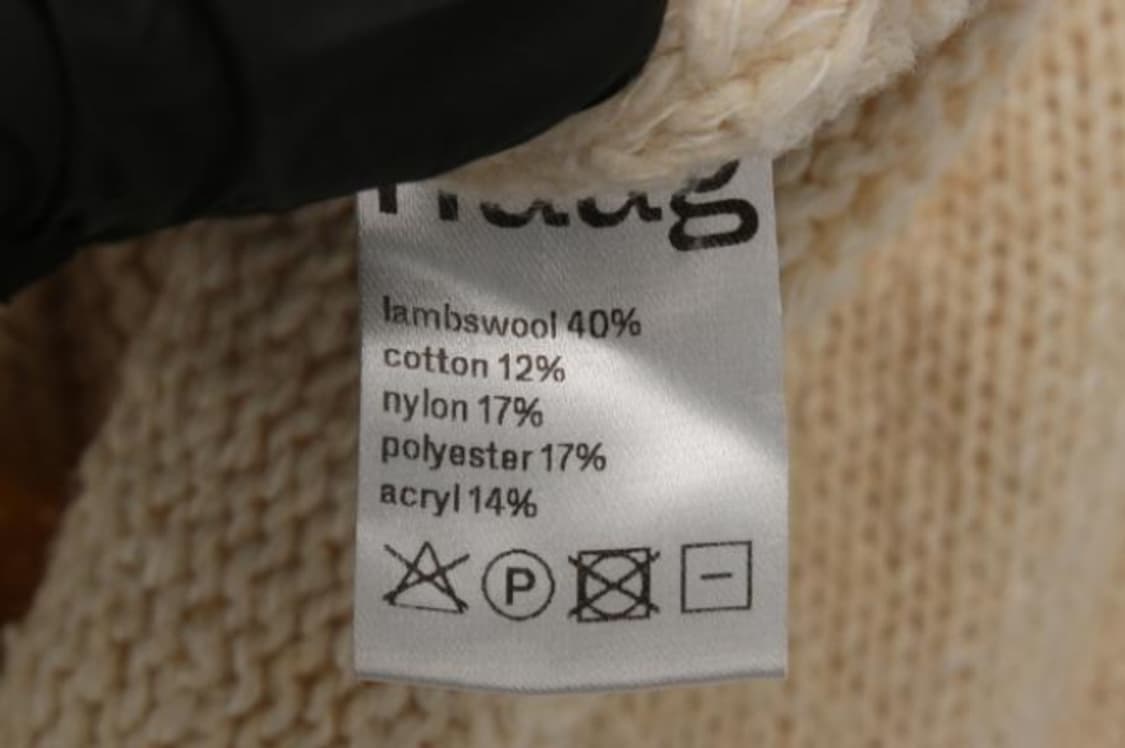 lambswool 40%
cotton 12%
nylon 17%
polyester 17%
acryl 14%
P